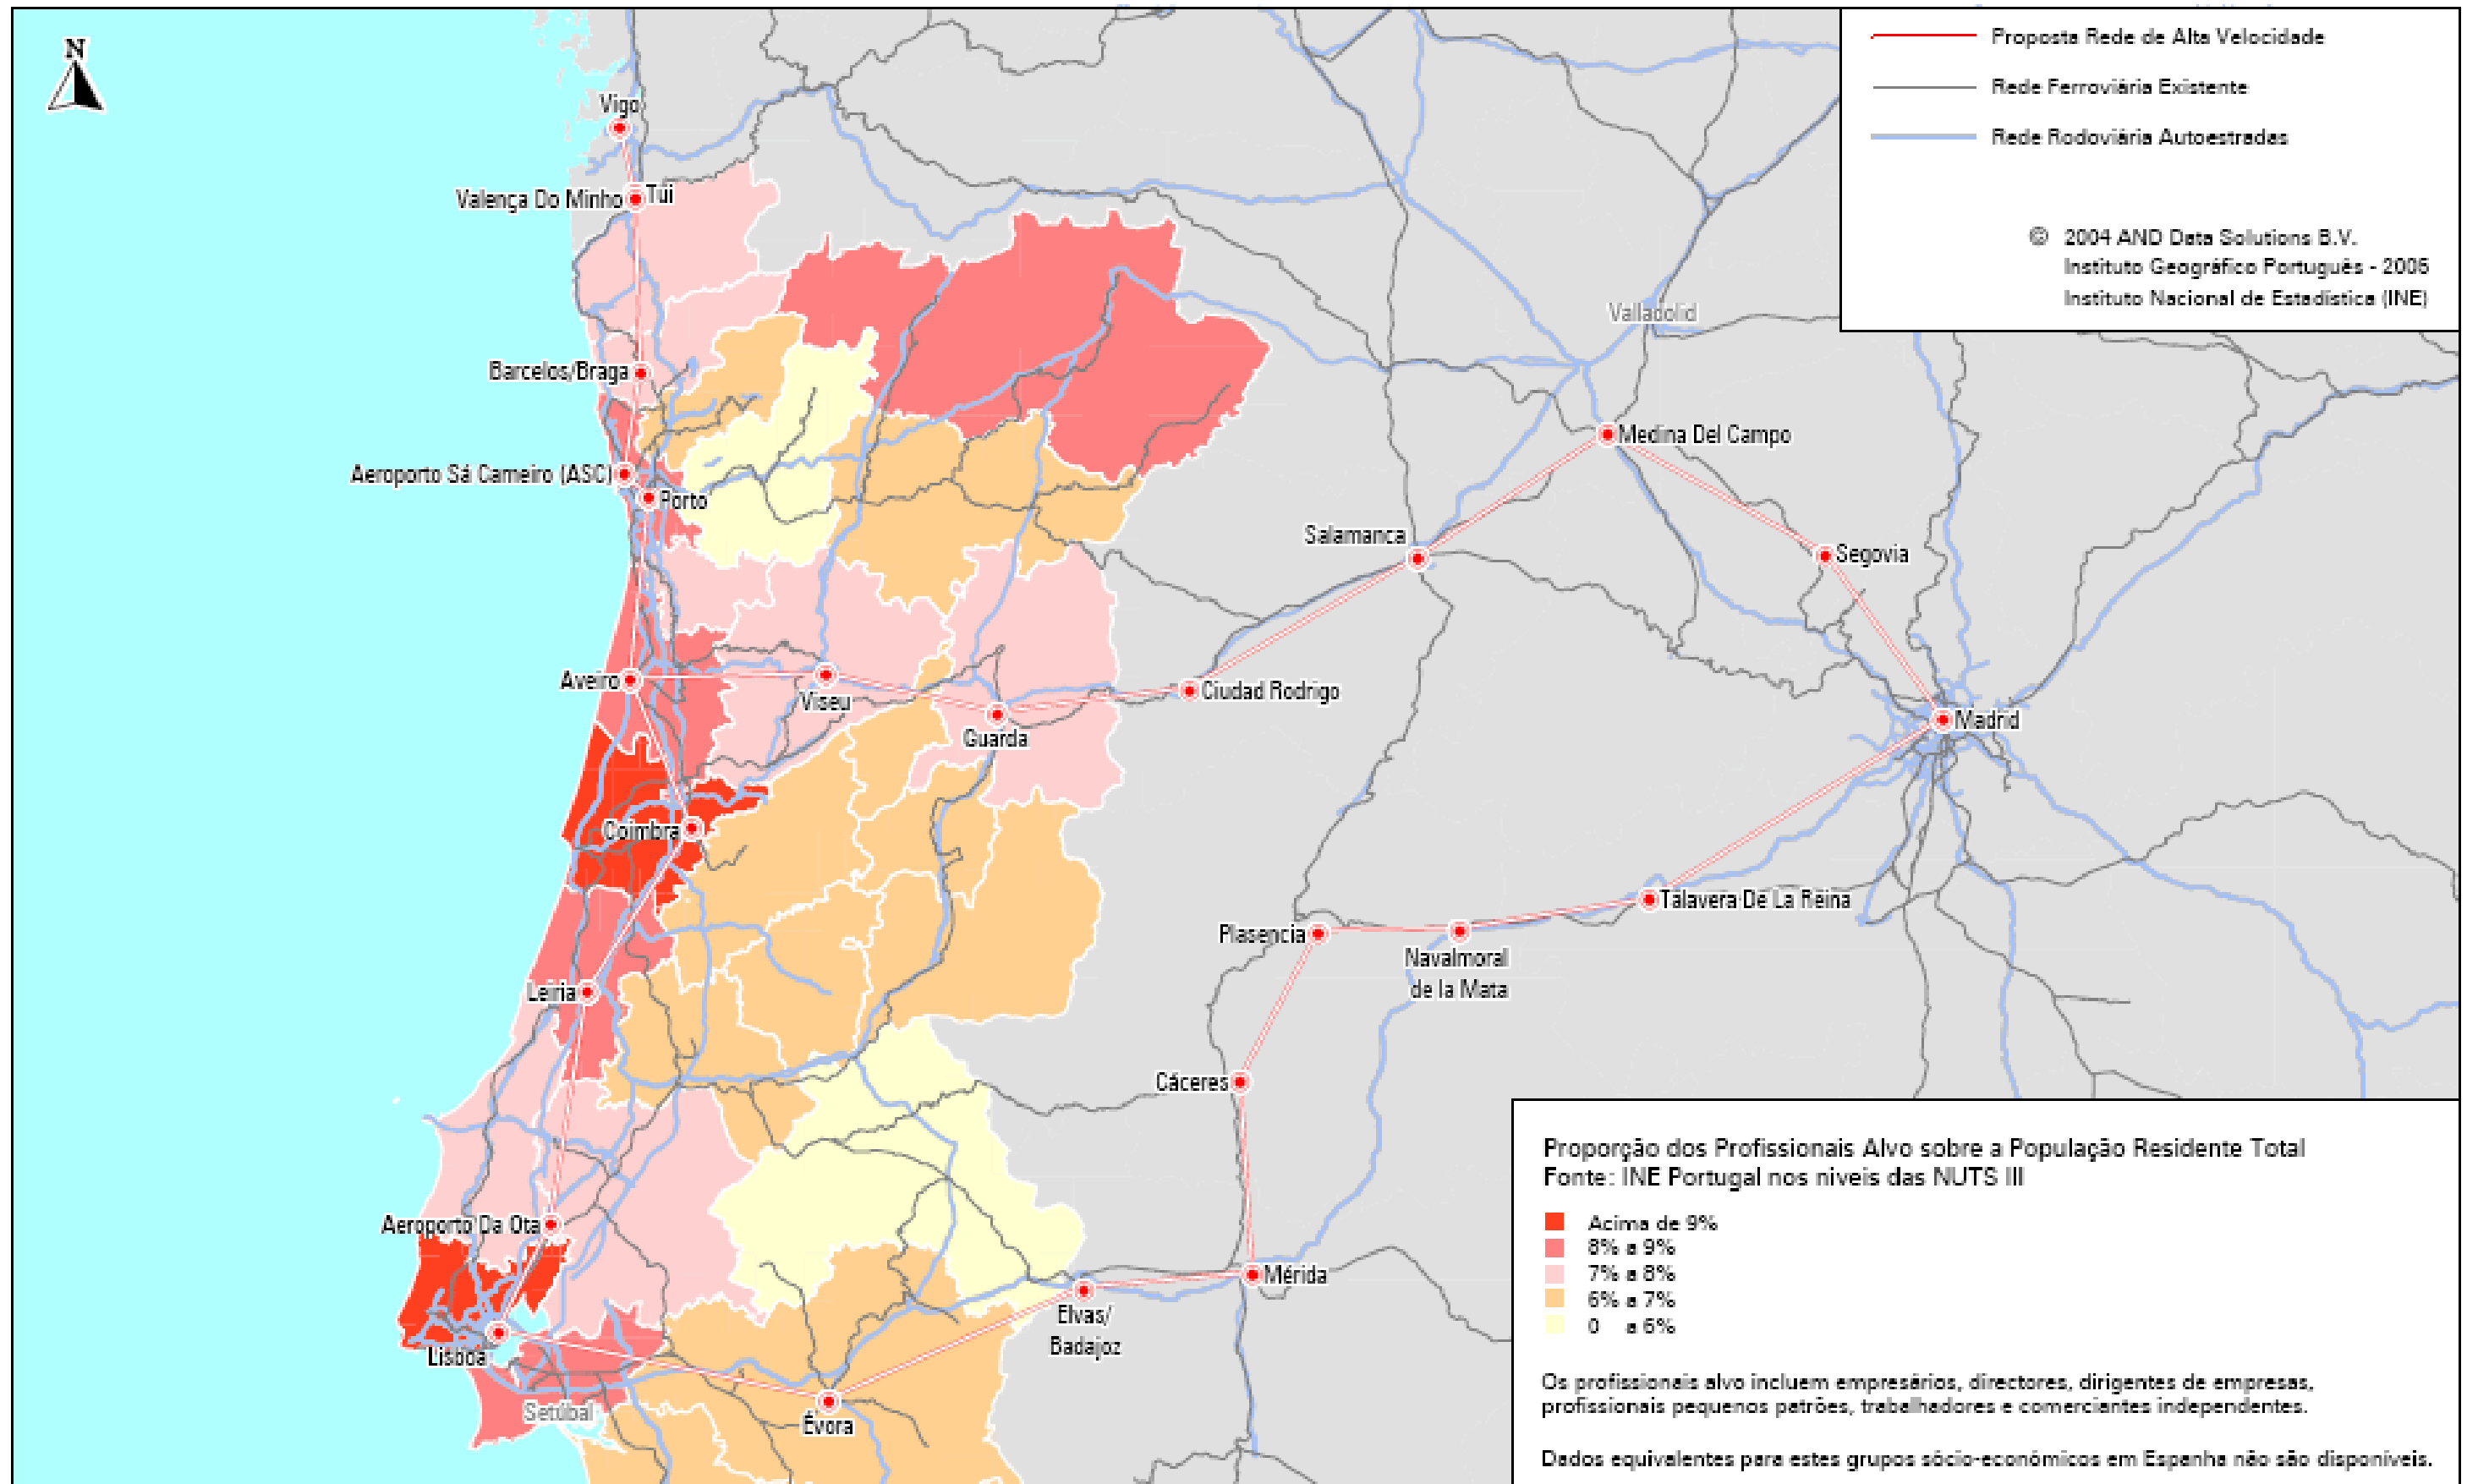 N
Proposta Rede de Alta Velocidade
Rede Ferroviária Existente
Rede Rodoviária Autoestradas
© 2004 AND Data Solutions B.V.
Instituto Geográfico Português - 2005
Instituto Nacional de Estadistica (INE)
Vigo
Valença Do Minho
Túi
Valladolid
Barcelos/Braga
Medina Del Campo
Aeroporto Sá Carneiro (ASC)
Porto
Salamanca
Segovia
Aveiro
Viseu
Ciudad Rodrigo
Guarda
Madrid
Coimbra
Talavera De La Reina
Plasencia
Navalmoral
de la Mata
Leiria
Cáceres
Aeroporto Da Ota
Mérida
Elvas/
Badajoz
Lisboa
Setúbal
Évora
Proporção dos Profissionais Alvo sobre a População Residente Total
Fonte: INE Portugal nos niveis das NUTS III
Acima de 9%
8% a 9%
7% a 8%
6% a 7%
0 a 6%
Os profissionais alvo incluem empresários, directores, dirigentes de empresas,
profissionais pequenos patrões, trabalhadores e comerciantes independentes.
Dados equivalentes para estes grupos sócio-económicos em Espanha não são disponíveis.